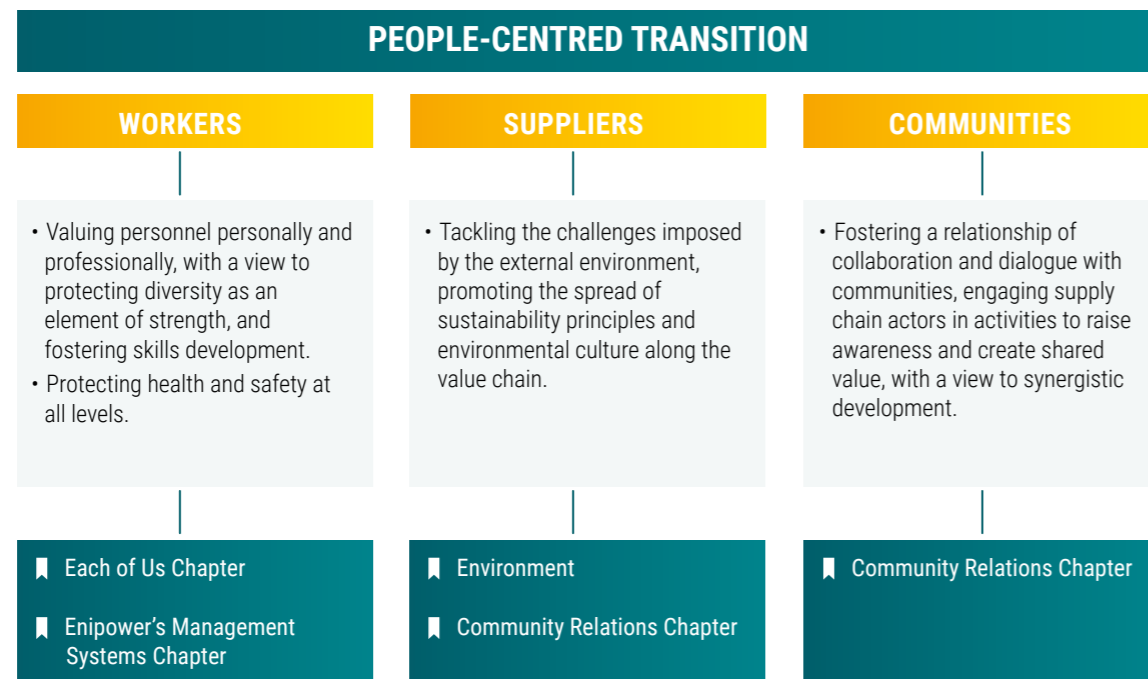 PEOPLE-CENTRED TRANSITION
WORKERS
• Valuing personnel personally and
professionally, with a view to
protecting diversity as an
element of strength, and
fostering skills development.
• Protecting health and safety at
all levels.
Each of Us Chapter
Enipower’s Management
Systems Chapter
SUPPLIERS
• Tackling the challenges imposed
by the external environment,
promoting the spread of
sustainability principles and
environmental culture along the
value chain.
Environment
Community Relations Chapter
COMMUNITIES
• Fostering a relationship of
collaboration and dialogue with
communities, engaging supply
chain actors in activities to raise
awareness and create shared
value, with a view to synergistic
development.
Community Relations Chapter